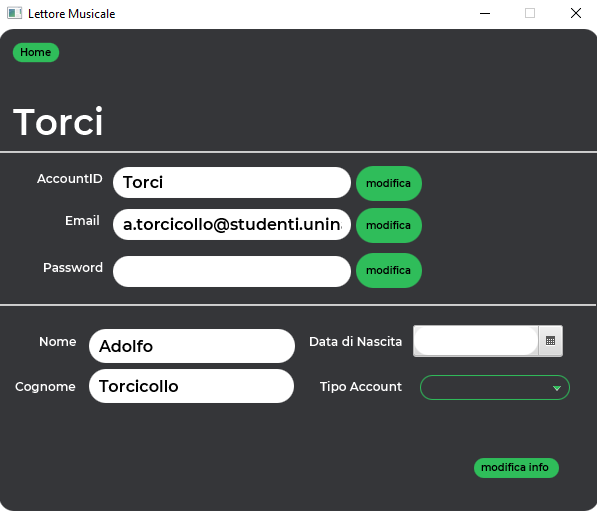 Lettore Musicale
Home
Torci
AccountID Torci modifica
Email a.torcicollo@studenti.unin modifica
Password modifica
Nome Adolfo Data di Nascita
Cognome Torcicollo Tipo Account
modifica info